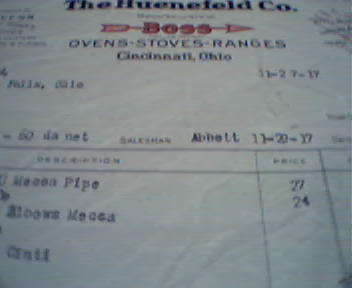 The Huenefeld Co.
Boss
OVENS-STOVES-RANGES
Cincinnati, Ohio
11-27-17
Falls, Ohio
- 60 da net SALESMAN Abbott 11-20-17
DESCRIPTION PRICE
Mecca Pipe 27
Elbows Mecca 24